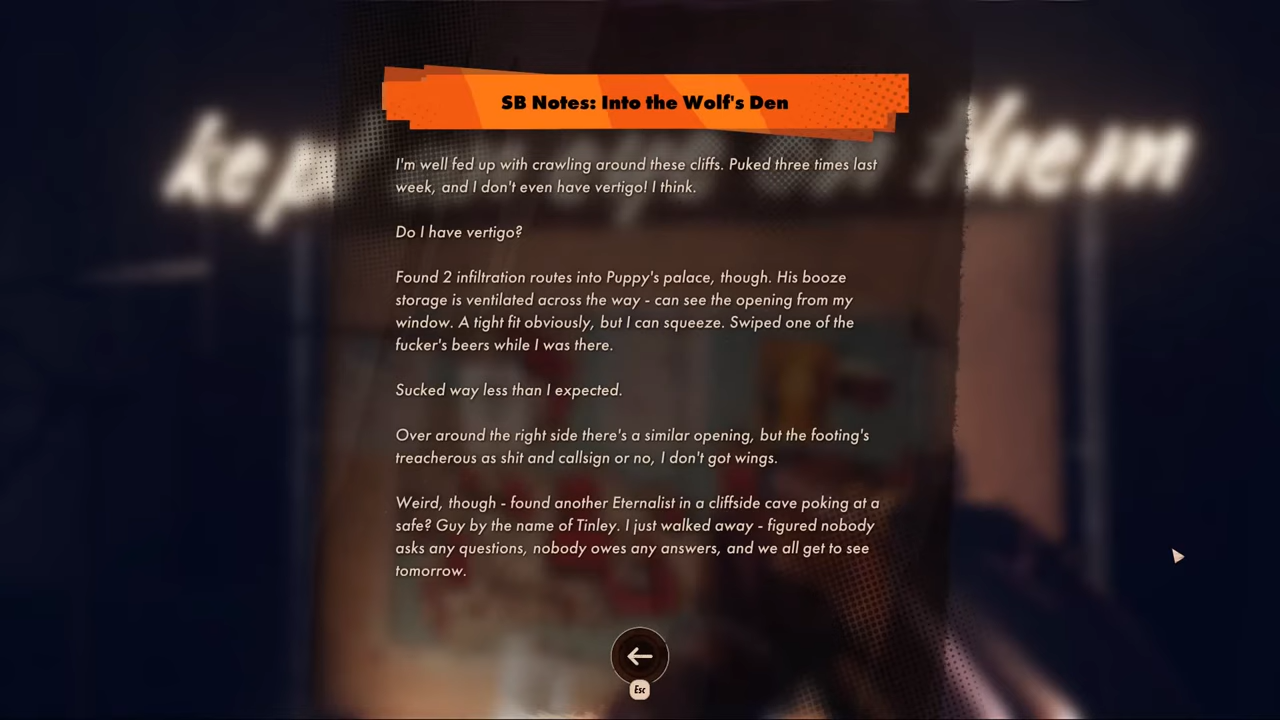 SB Notes: Into the Wolf's Den
kep
them
I'm well fed up with crawling around these cliffs. Puked three times last
week, and I don't even have vertigo! I think.
Do I have vertigo?
Found 2 infiltration routes into Puppy's palace, though. His booze
storage is ventilated across the way - can see the opening from my
window. A tight fit obviously, but I can squeeze. Swiped one of the
fucker's beers while I was there.
Sucked way less than I expected.
Over around the right side there's a similar opening, but the footing's
treacherous as shit and callsign or no, I don't got wings.
Weird, though - found another Eternalist in a cliffside cave poking at a
safe? Guy by the name of Tinley. I just walked away - figured nobody
asks any questions, nobody owes any answers, and we all get to see
tomorrow.
Esc